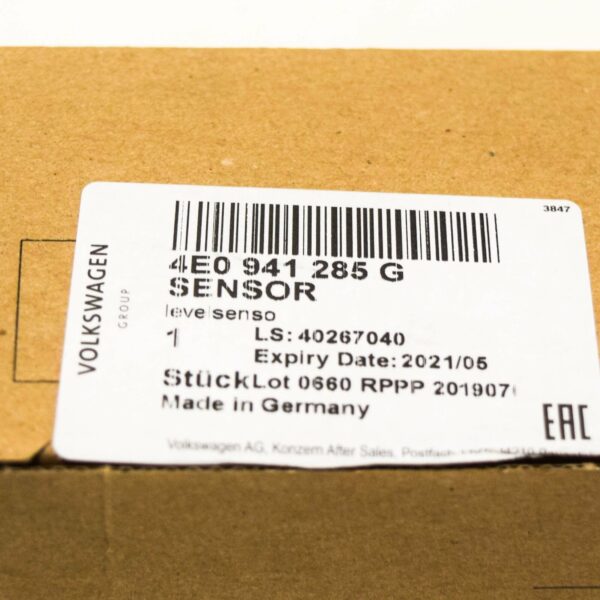 3847
VOLKSWAGEN
GROUP
4E0 941 285 G
SENSOR
levelsenso
1 LS: 40267040
Expiry Date: 2021/05
Stück Lot 0660 RPPP 201907
Made in Germany
EAC
Volkswagen AG, Konzern After Sales,